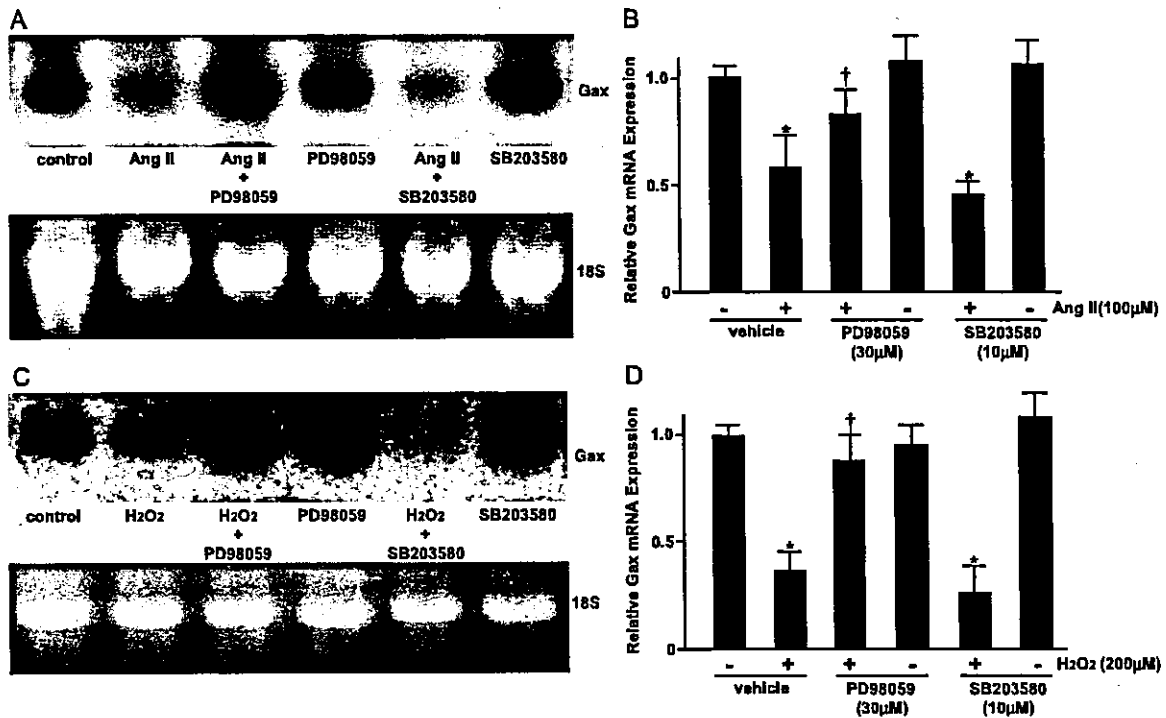 A
Gax
control Ang II Ang II PD98059 Ang II SB203580
+ +
PD98059 SB203580
18S
B
Relative Gax mRNA Expression
1.0
0.5
0
* † *
- + + - + - Ang II(100µM)
vehicle PD98059 SB203580
(30µM) (10µM)
C
Gax
control H2O2 H2O2 PD98059 H2O2 SB203580
+ +
PD98059 SB203580
18S
D
Relative Gax mRNA Expression
1.0
0.5
0
* † *
- + + - + - H2O2 (200µM)
vehicle PD98059 SB203580
(30µM) (10µM)